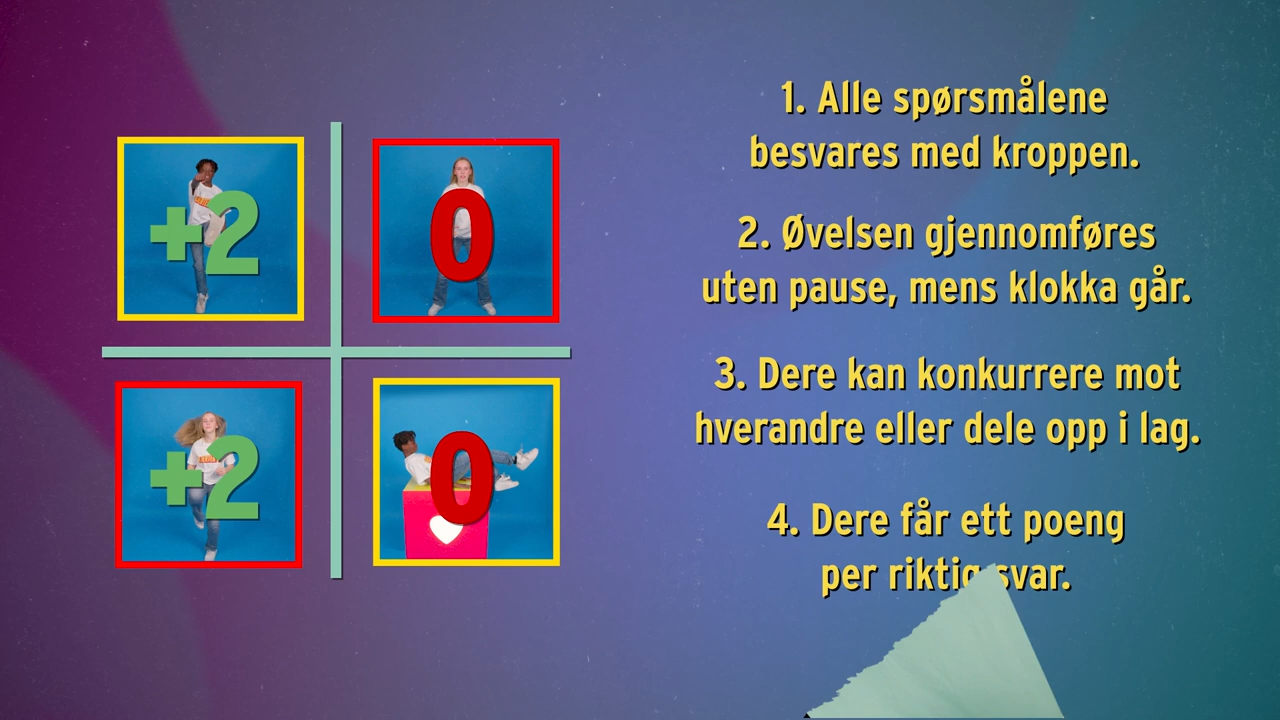 +2
0
+2
0
1. Alle spørsmålene
besvares med kroppen.
2. Øvelsen gjennomføres
uten pause, mens klokka går.
3. Dere kan konkurrere mot
hverandre eller dele opp i lag.
4. Dere får ett poeng
per riktig svar.